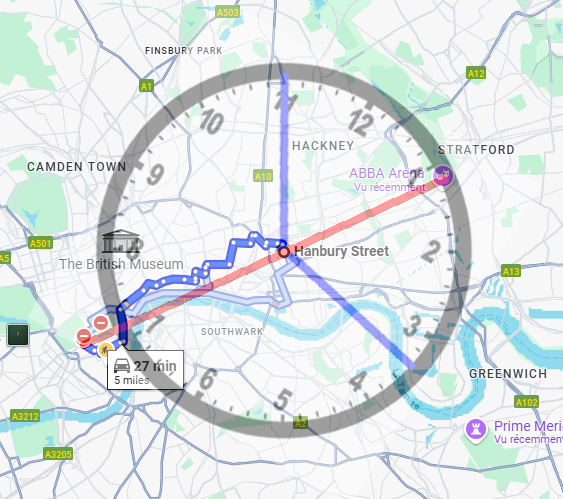 A503
FINSBURY PARK
A1
A12
11
10
12
HACKNEY
STRATFORD
CAMDEN TOWN
9
A10
ABBA Arena
Vu récemment
1
A501
8
Hanbury Street
2
A5
The British Museum
A13
7
SOUTHWARK
3
27 min
5 miles
6
4
GREENWICH
5
A102
A3212
A2
Prime Meri
Vu récemment
A3205